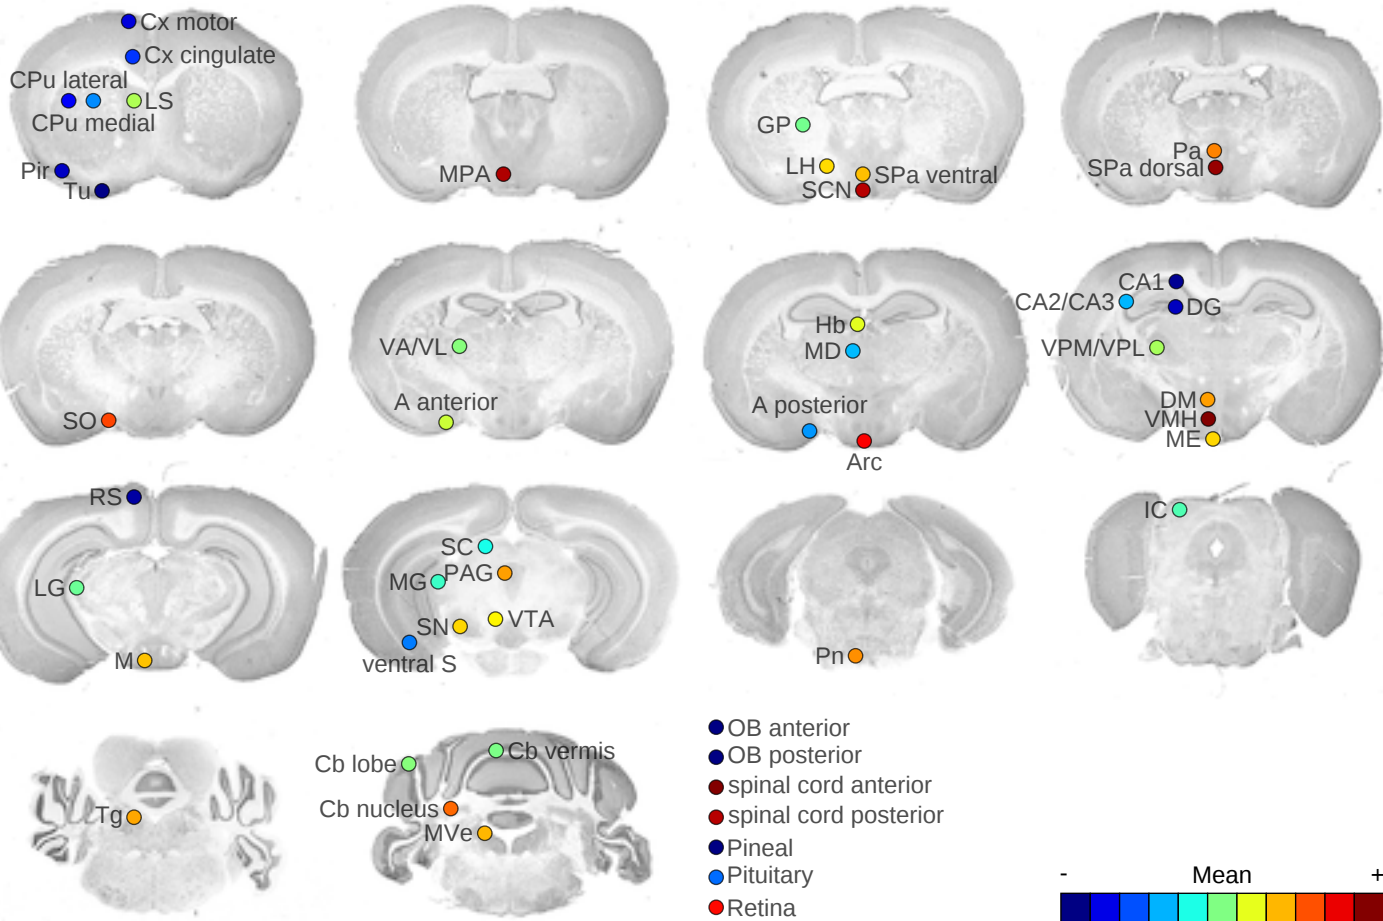 Cx motor
Cx cingulate
CPu lateral
LS
CPu medial
Pir
Tu
MPA
GP
LH
SPa ventral
SCN
Pa
SPa dorsal
SO
VA/VL
A anterior
Hb
MD
A posterior
Arc
CA1
CA2/CA3
DG
VPM/VPL
DM
VMH
ME
RS
LG
M
SC
MG
PAG
SN
VTA
ventral S
Pn
IC
Tg
Cb lobe
Cb vermis
Cb nucleus
MVe
OB anterior
OB posterior
spinal cord anterior
spinal cord posterior
Pineal
Pituitary
Retina
- Mean +